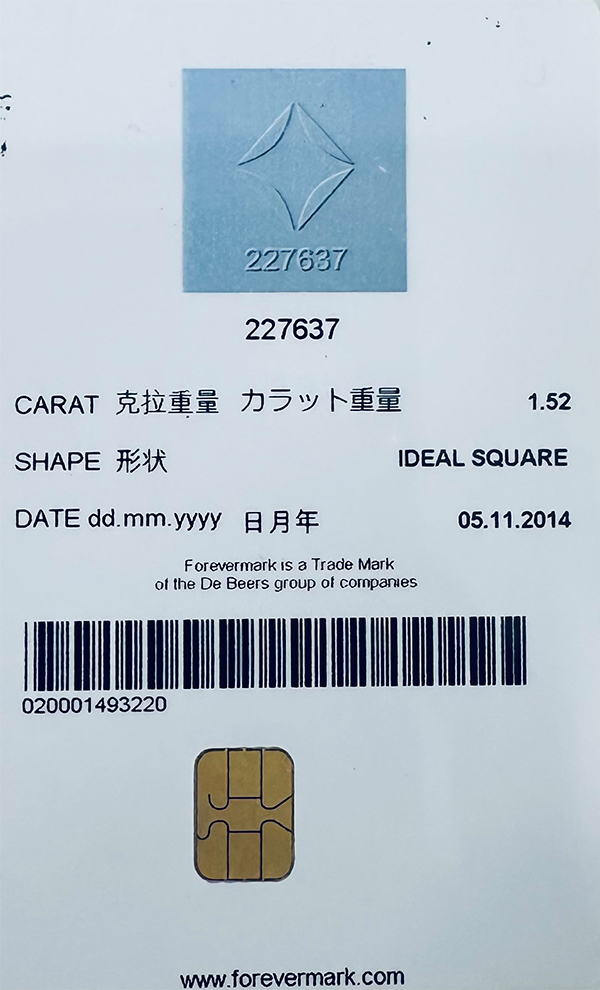 227637
227637
CARAT 克拉重量 カラット重量 1.52
SHAPE 形状 IDEAL SQUARE
DATE dd.mm.yyyy 日月年 05.11.2014
Forevermark is a Trade Mark
of the De Beers group of companies
020001493220
www.forevermark.com